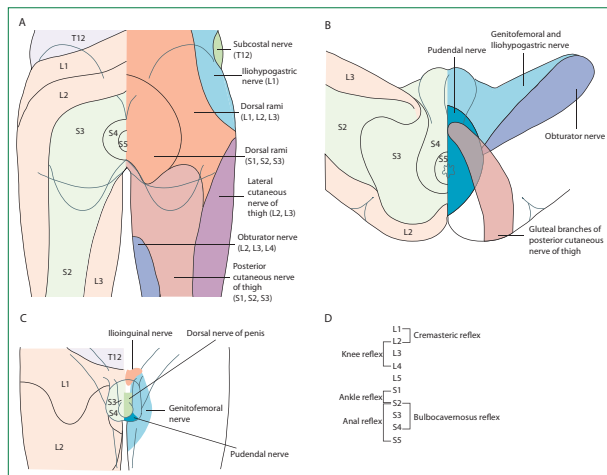 A
T12
L1
L2
S3
S4
S5
S2
L3
Subcostal nerve
(T12)
Iliohypogastric
nerve (L1)
Dorsal rami
(L1, L2, L3)
Dorsal rami
(S1, S2, S3)
Lateral
cutaneous
nerve of
thigh (L2, L3)
Obturator nerve
(L2, L3, L4)
Posterior
cutaneous nerve
of thigh
(S1, S2, S3)
B
Genitofemoral and
Iliohypogastric nerve
Pudendal nerve
L3
S2
S3
S4
S5
L2
Obturator nerve
Gluteal branches of
posterior cutaneous
nerve of thigh
C
Ilioinguinal nerve
Dorsal nerve of penis
T12
L1
S3
S4
L2
Genitofemoral
nerve
Pudendal nerve
D
L1
L2
L3
L4
L5
S1
S2
S3
S4
S5
Cremasteric reflex
Knee reflex
Ankle reflex
Anal reflex
Bulbocavernosus reflex